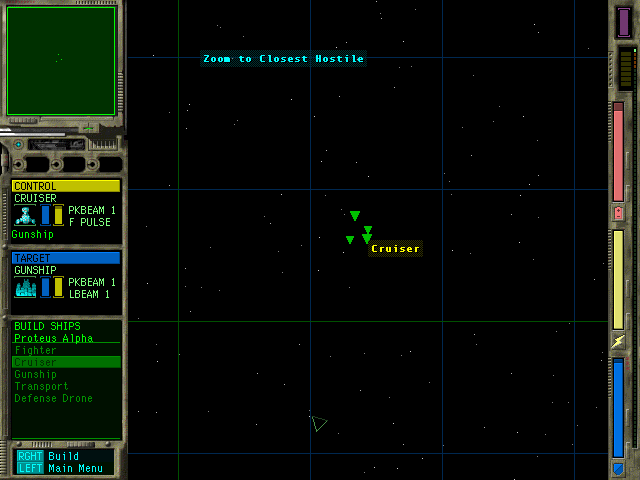 Zoom to Closest Hostile
CONTROL
CRUISER
PKBEAM 1
F PULSE
Gunship
Cruiser
TARGET
GUNSHIP
PKBEAM 1
LBEAM 1
BUILD SHIPS
Proteus Alpha
Fighter
Cruiser
Gunship
Transport
Defense Drone
RGHT Build
LEFT Main Menu